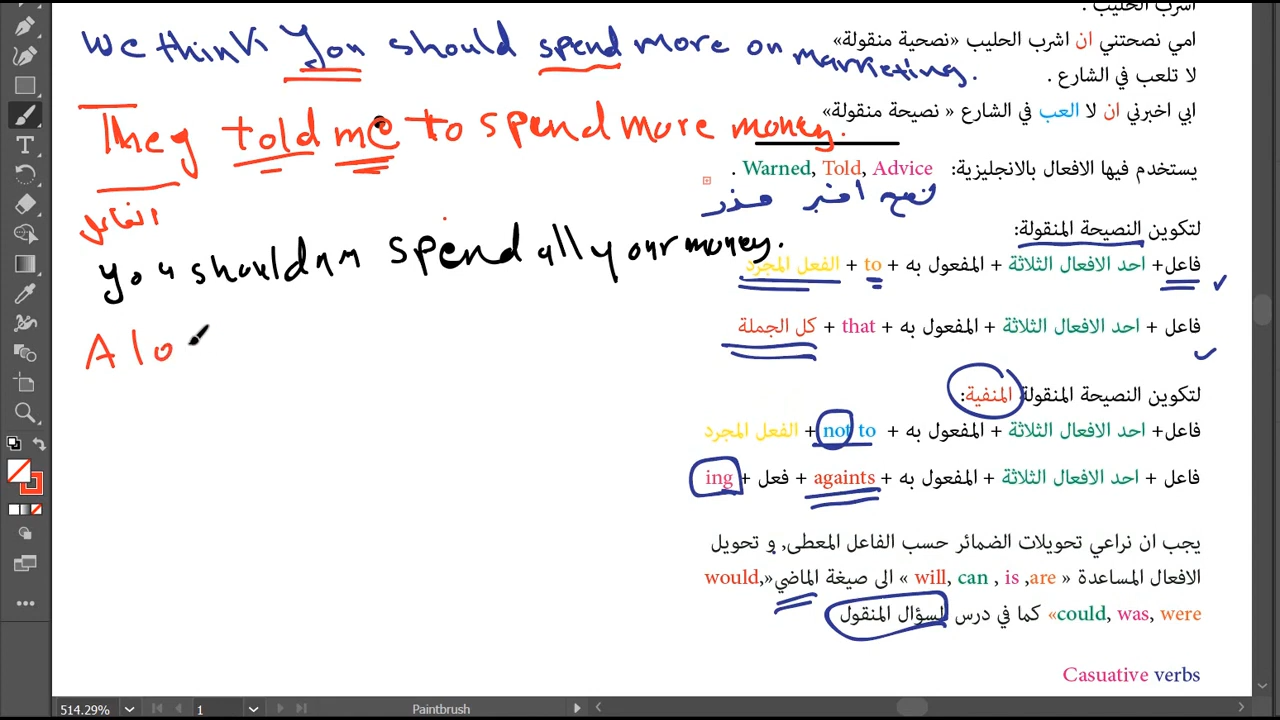 We think you should spend more on marrketing.
They told me to spend more money.
الفاعل
you should spend all your money.
A lo
اشرب الحليب .
امي نصحتني ان اشرب الحليب «نصحية منقولة»
لا تلعب في الشارع .
ابي اخبرني ان لا العب في الشارع « نصيحة منقولة»
يستخدم فيها الافعال بالانجليزية: Warned, Told, Advice .
نصح اخبر حذر
لتكوين النصيحة المنقولة:
فاعل+ احد الافعال الثلاثة + المفعول به + to + الفعل المجرد
فاعل + احد الافعال الثلاثة + المفعول به + that + كل الجملة
لتكوين النصيحة المنقولة المنفية:
فاعل+ احد الافعال الثلاثة + المفعول به + not to + الفعل المجرد
فاعل + احد الافعال الثلاثة + المفعول به + againts + فعل + ing
يجب ان نراعي تحويلات الضمائر حسب الفاعل المعطى, و تحويل
الافعال المساعدة « will, can , is ,are » الى صيغة الماضي«would,
could, was, were» كما في درس السؤال المنقول
Casuative verbs
514.29%
1
Paintbrush